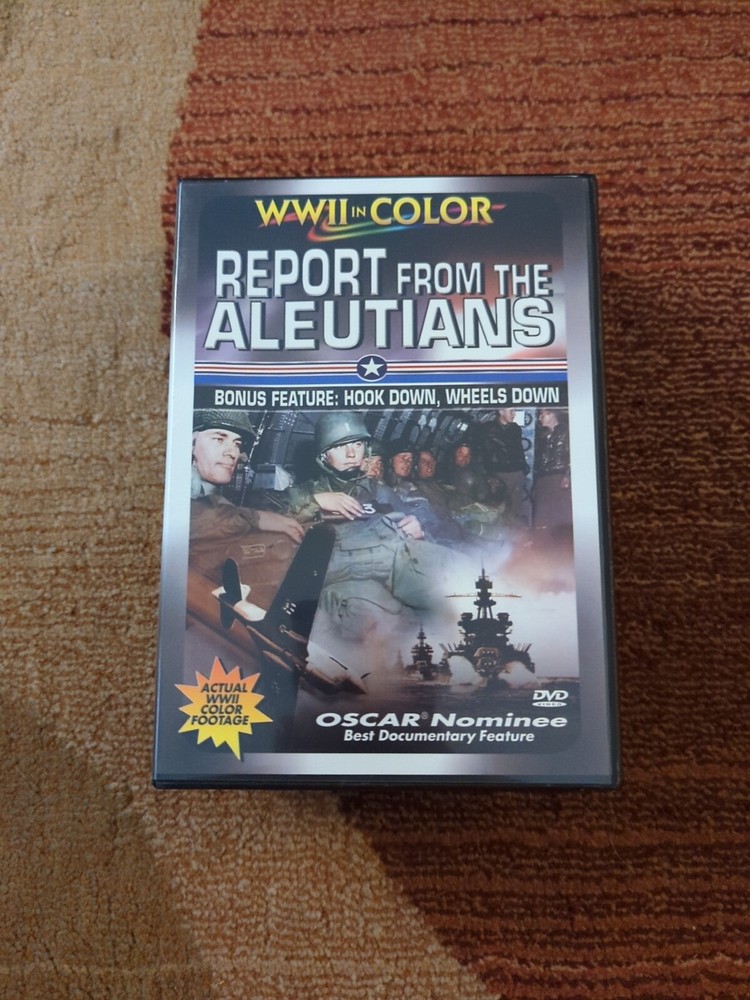 WWII IN COLOR
REPORT FROM THE
ALEUTIANS
BONUS FEATURE: HOOK DOWN, WHEELS DOWN
ACTUAL
WWII
COLOR
FOOTAGE
DVD
VIDEO
OSCAR® Nominee
Best Documentary Feature